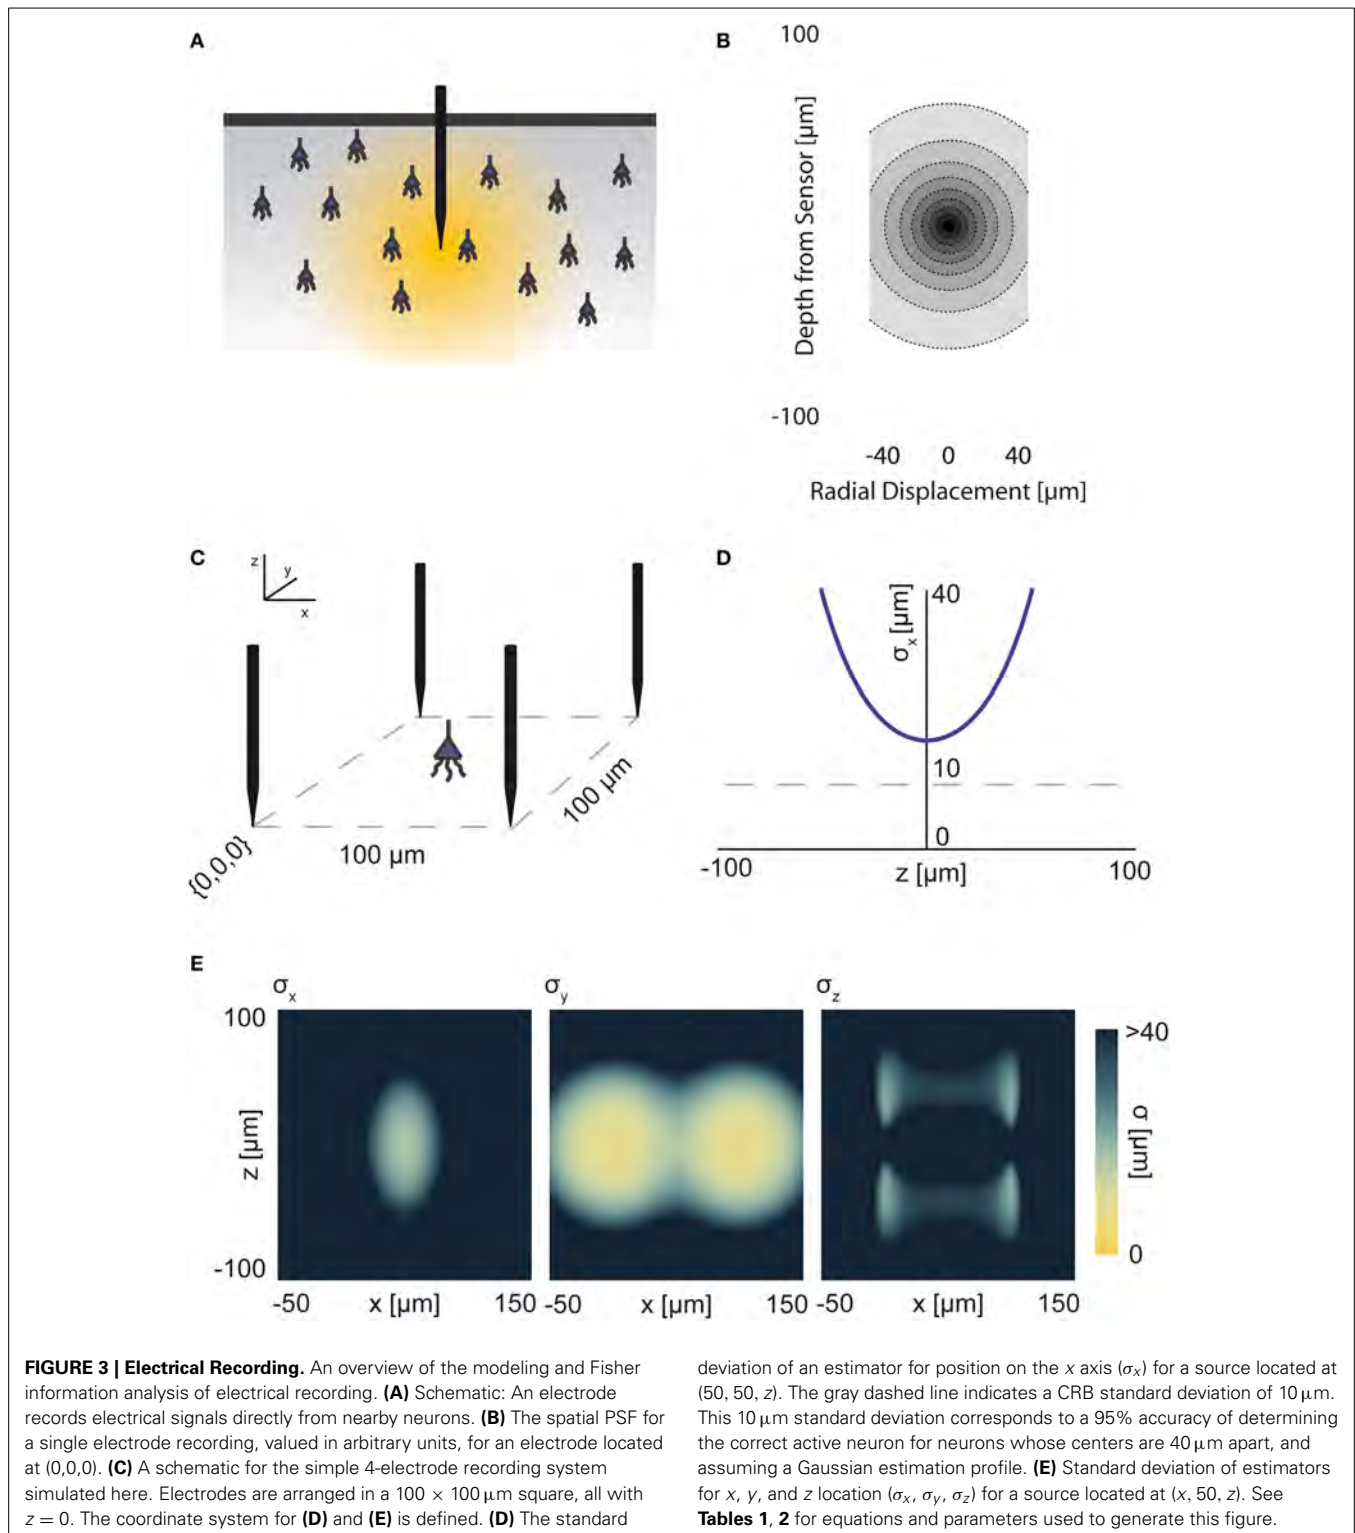 A
B
100
Depth from Sensor [µm]
-100
-40 0 40
Radial Displacement [µm]
C
z
y
x
{0,0,0}
100 µm
100 µm
D
40
σx [µm]
10
0
-100
z [µm]
100
E
σx
σy
σz
100
z [µm]
-100
-50 x [µm] 150
-50 x [µm] 150
-50 x [µm] 150
>40
σ [µm]
0
FIGURE 3 | Electrical Recording. An overview of the modeling and Fisher
information analysis of electrical recording. (A) Schematic: An electrode
records electrical signals directly from nearby neurons. (B) The spatial PSF for
a single electrode recording, valued in arbitrary units, for an electrode located
at (0,0,0). (C) A schematic for the simple 4-electrode recording system
simulated here. Electrodes are arranged in a 100 × 100 µm square, all with
z = 0. The coordinate system for (D) and (E) is defined. (D) The standard
deviation of an estimator for position on the x axis (σx) for a source located at
(50, 50, z). The gray dashed line indicates a CRB standard deviation of 10 µm.
This 10 µm standard deviation corresponds to a 95% accuracy of determining
the correct active neuron for neurons whose centers are 40 µm apart, and
assuming a Gaussian estimation profile. (E) Standard deviation of estimators
for x, y, and z location (σx, σy, σz) for a source located at (x, 50, z). See
Tables 1, 2 for equations and parameters used to generate this figure.